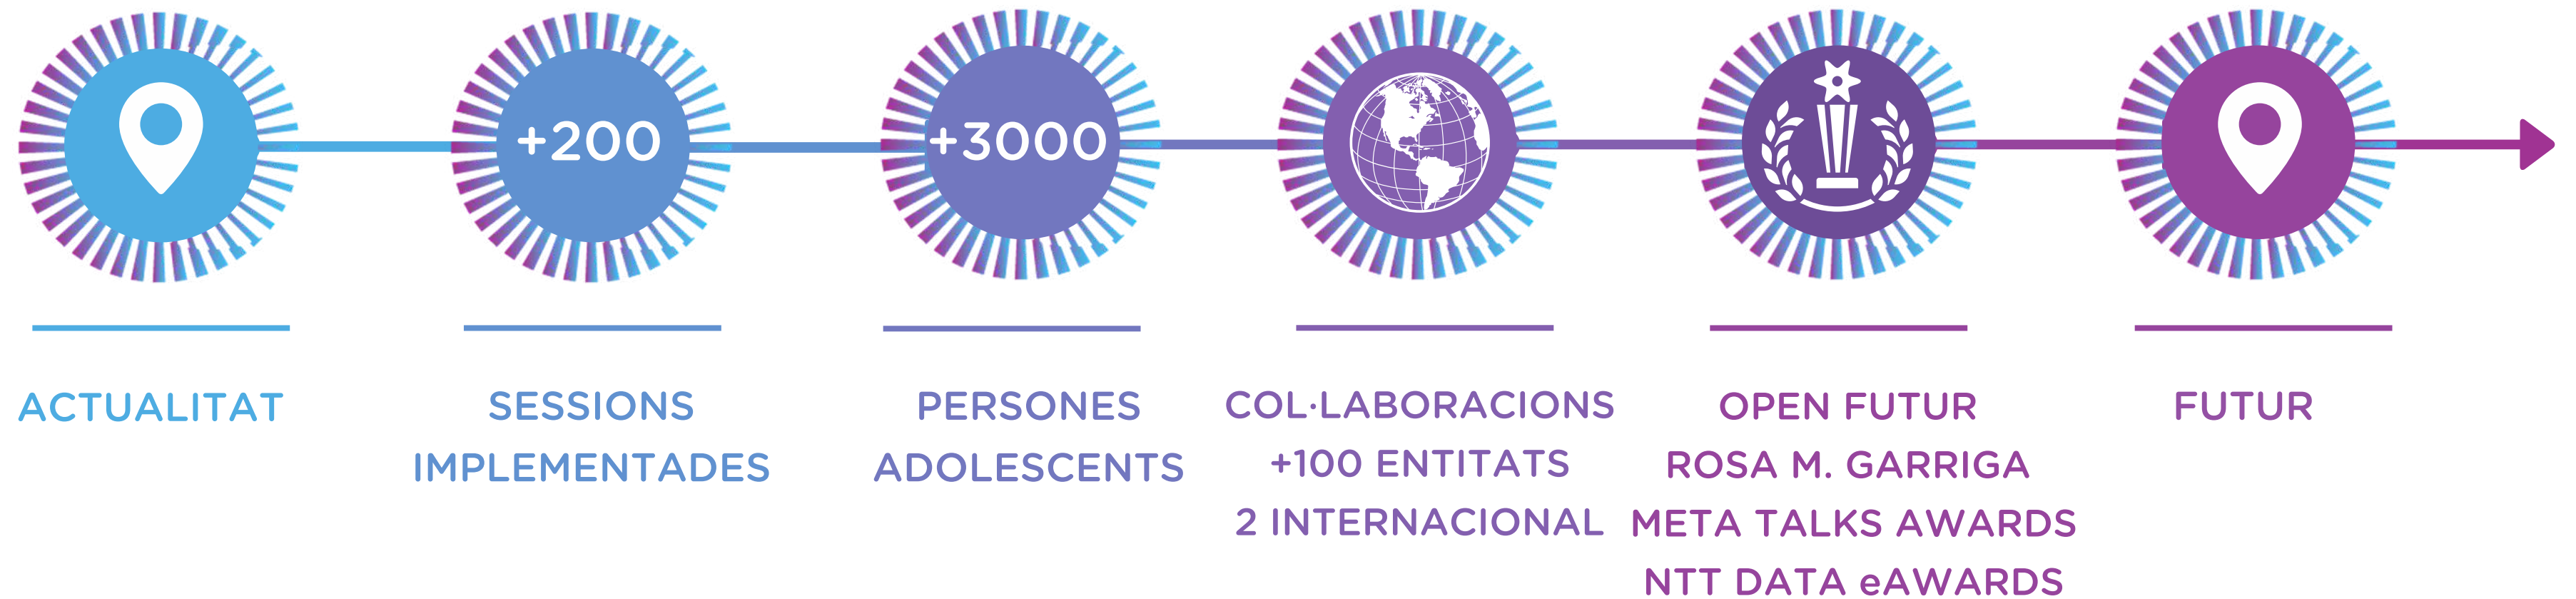 +200
+3000
ACTUALITAT
SESSIONS
IMPLEMENTADES
PERSONES
ADOLESCENTS
COL·LABORACIONS
+100 ENTITATS
2 INTERNACIONAL
OPEN FUTUR
ROSA M. GARRIGA
META TALKS AWARDS
NTT DATA eAWARDS
FUTUR